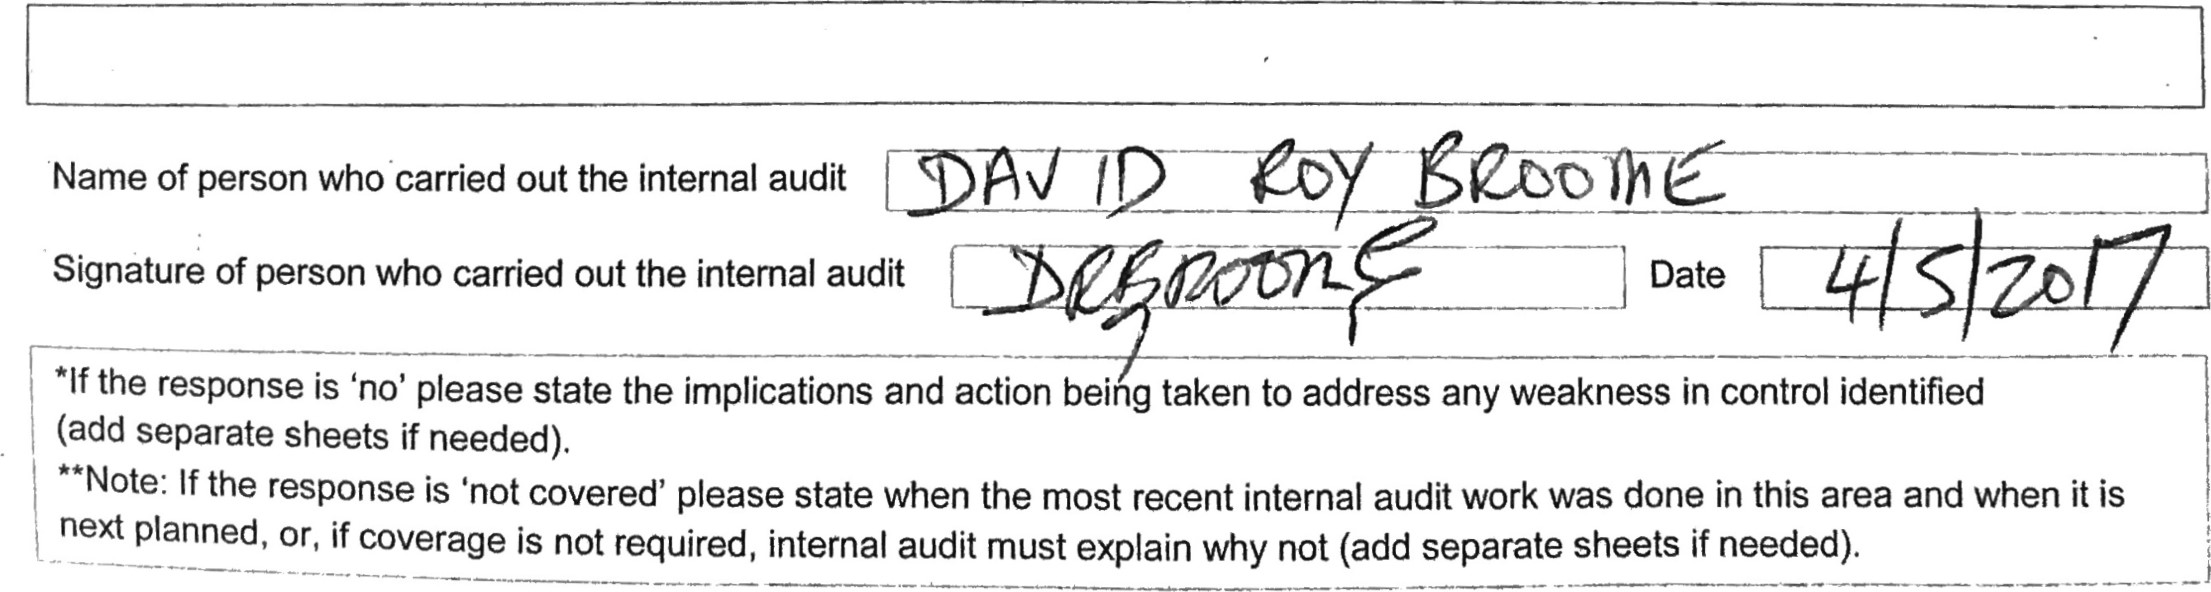 Name of person who carried out the internal audit DAVID ROY BROOME
Signature of person who carried out the internal audit DRBROOME Date 4/5/2017
*If the response is ‘no’ please state the implications and action being taken to address any weakness in control identified
(add separate sheets if needed).
**Note: If the response is ‘not covered’ please state when the most recent internal audit work was done in this area and when it is
next planned, or, if coverage is not required, internal audit must explain why not (add separate sheets if needed).